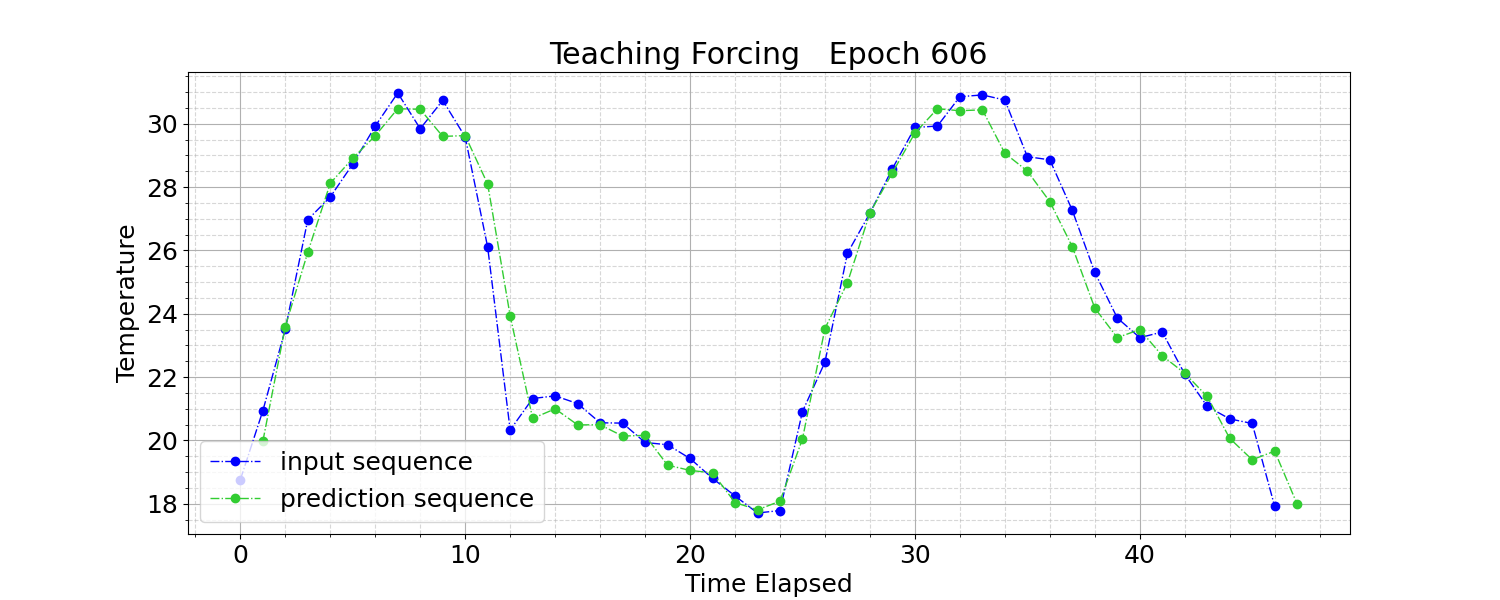 Teaching Forcing   Epoch 606
Temperature
30
28
26
24
22
20
18
input sequence
prediction sequence
0 10 20 30 40
Time Elapsed